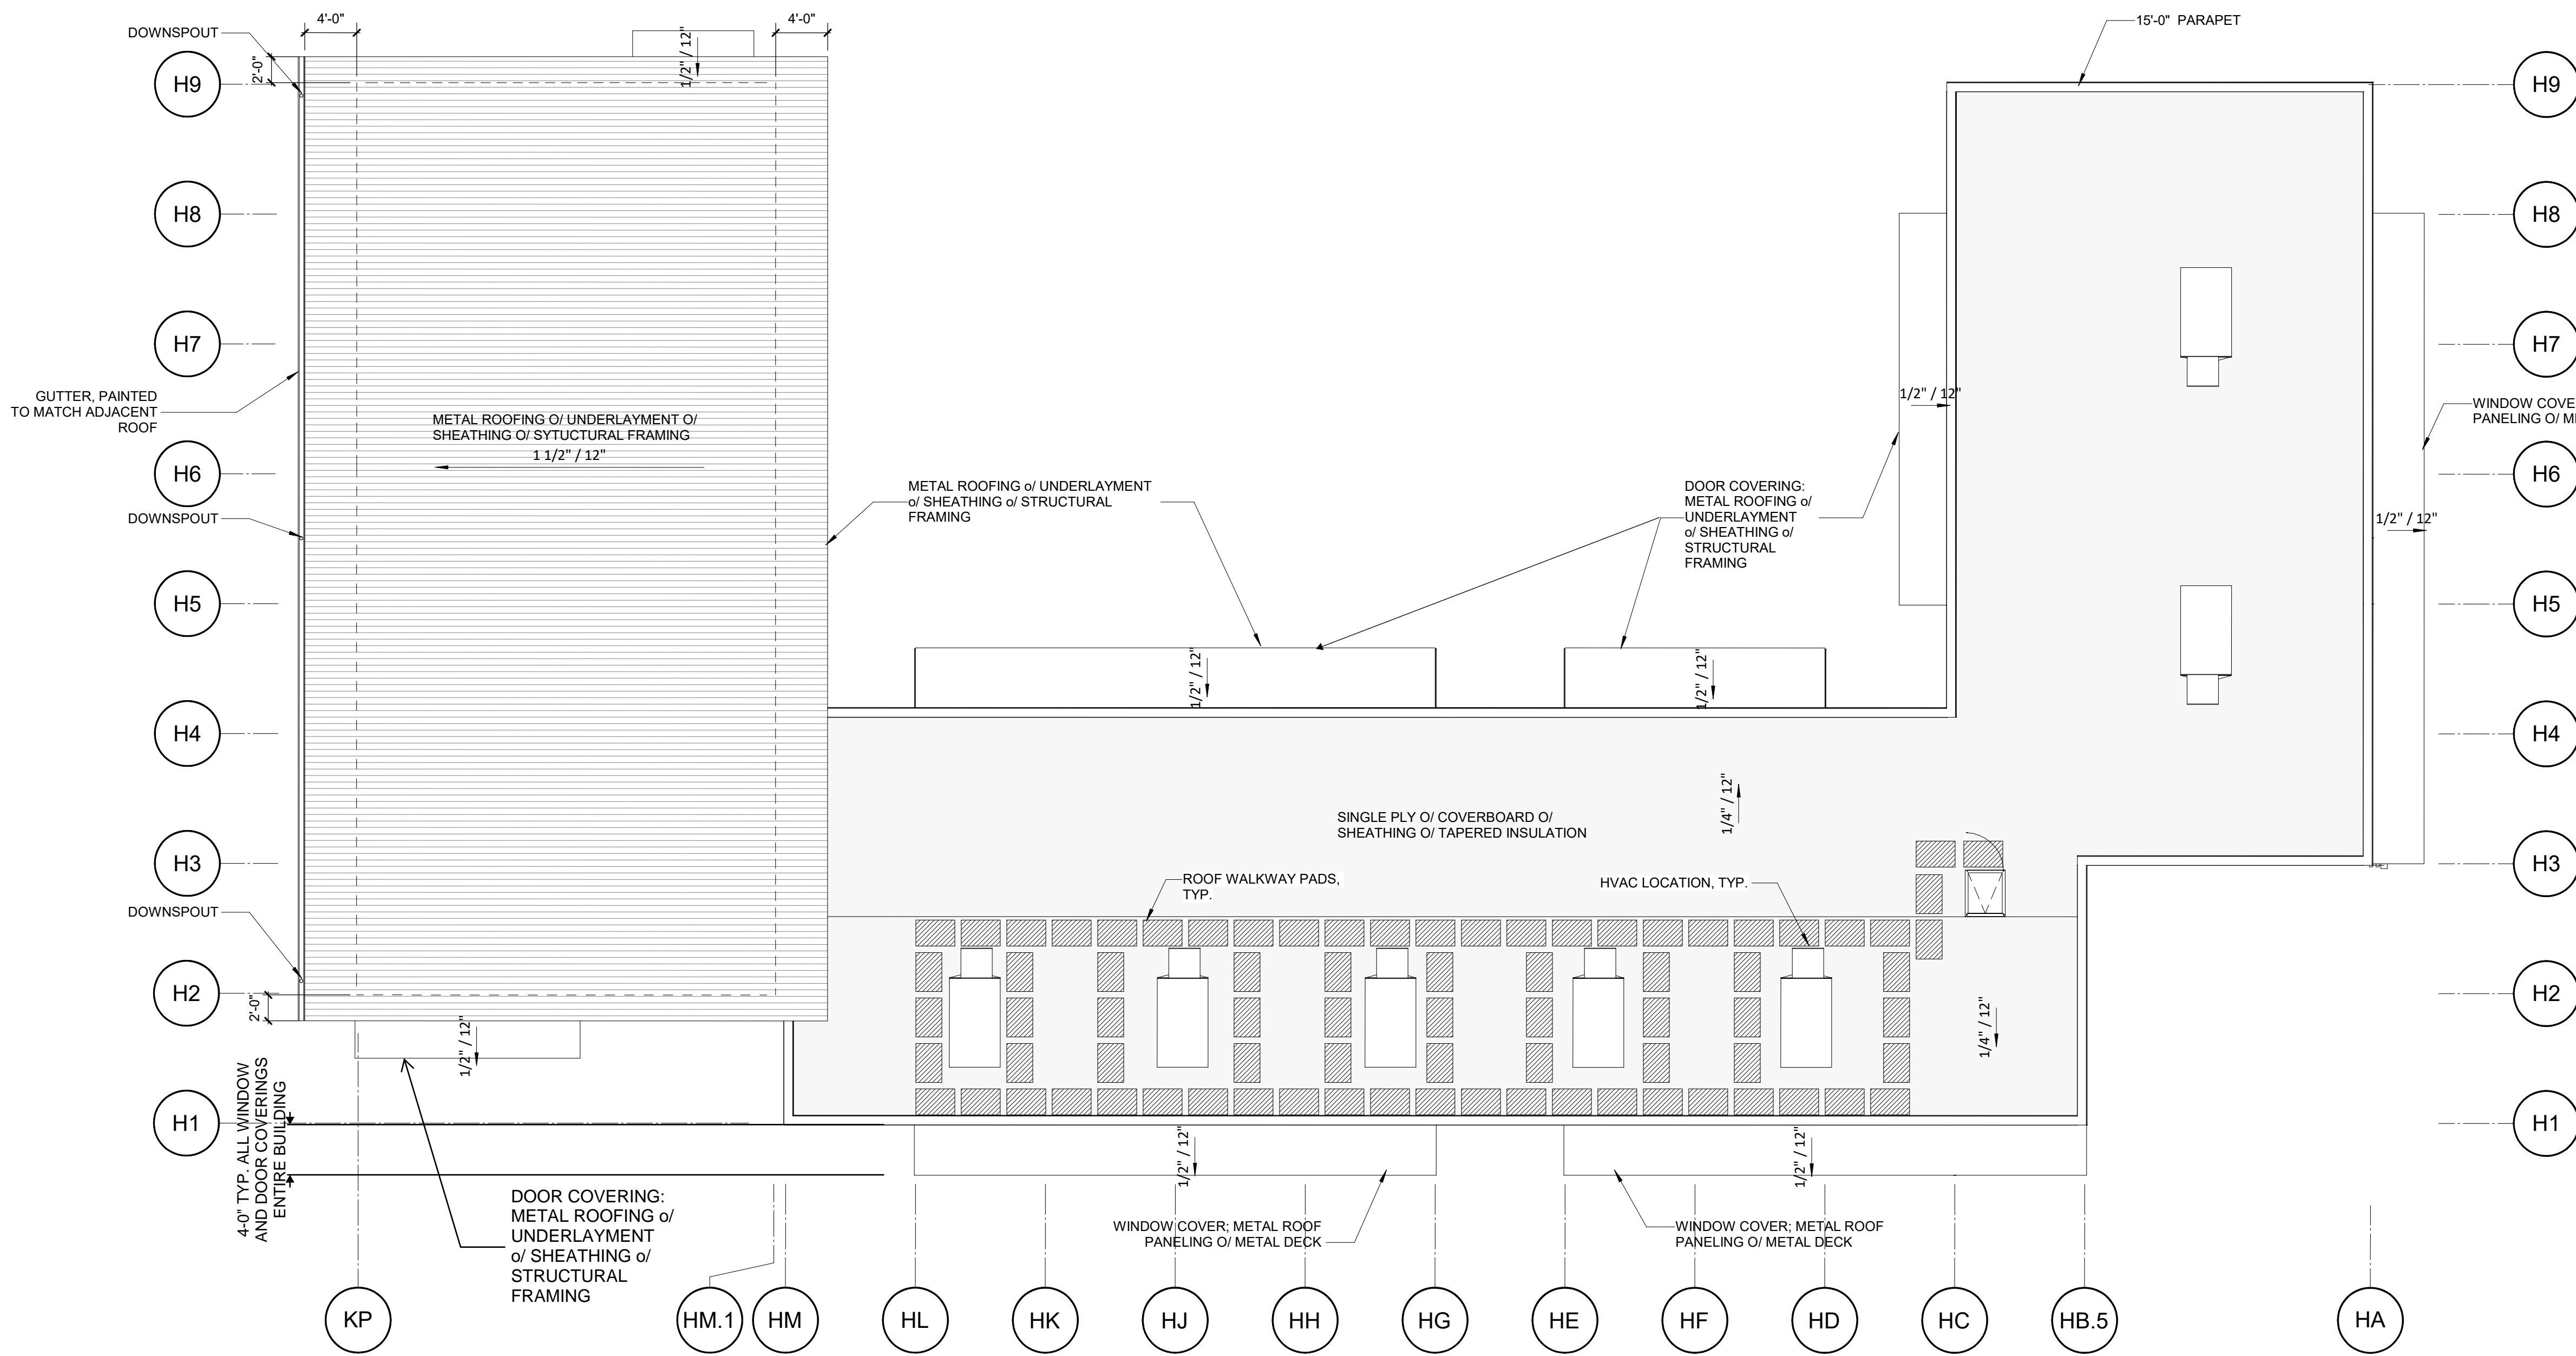 4'-0"
4'-0"
DOWNSPOUT
15'-0" PARAPET
2'-0"
1/2" / 12"
H9
H9
H8
H8
H7
H7
GUTTER, PAINTED
TO MATCH ADJACENT
ROOF
1/2" / 12"
WINDOW COVE
PANELING O/ M
METAL ROOFING O/ UNDERLAYMENT O/
SHEATHING O/ SYTUCTURAL FRAMING
1 1/2" / 12"
H6
H6
METAL ROOFING o/ UNDERLAYMENT
o/ SHEATHING o/ STRUCTURAL
FRAMING
DOOR COVERING:
METAL ROOFING o/
UNDERLAYMENT
o/ SHEATHING o/
STRUCTURAL
FRAMING
DOWNSPOUT
1/2" / 12"
H5
H5
1/2" / 12"
1/2" / 12"
H4
H4
1/4" / 12"
SINGLE PLY O/ COVERBOARD O/
SHEATHING O/ TAPERED INSULATION
H3
H3
ROOF WALKWAY PADS,
TYP.
HVAC LOCATION, TYP.
DOWNSPOUT
H2
H2
2'-0"
1/2" / 12"
1/4" / 12"
H1
H1
4-0" TYP. ALL WINDOW
AND DOOR COVERINGS
ENTIRE BUILDING
1/2" / 12"
1/2" / 12"
DOOR COVERING:
METAL ROOFING o/
UNDERLAYMENT
o/ SHEATHING o/
STRUCTURAL
FRAMING
WINDOW COVER; METAL ROOF
PANELING O/ METAL DECK
WINDOW COVER; METAL ROOF
PANELING O/ METAL DECK
KP
HM.1
HM
HL
HK
HJ
HH
HG
HE
HF
HD
HC
HB.5
HA